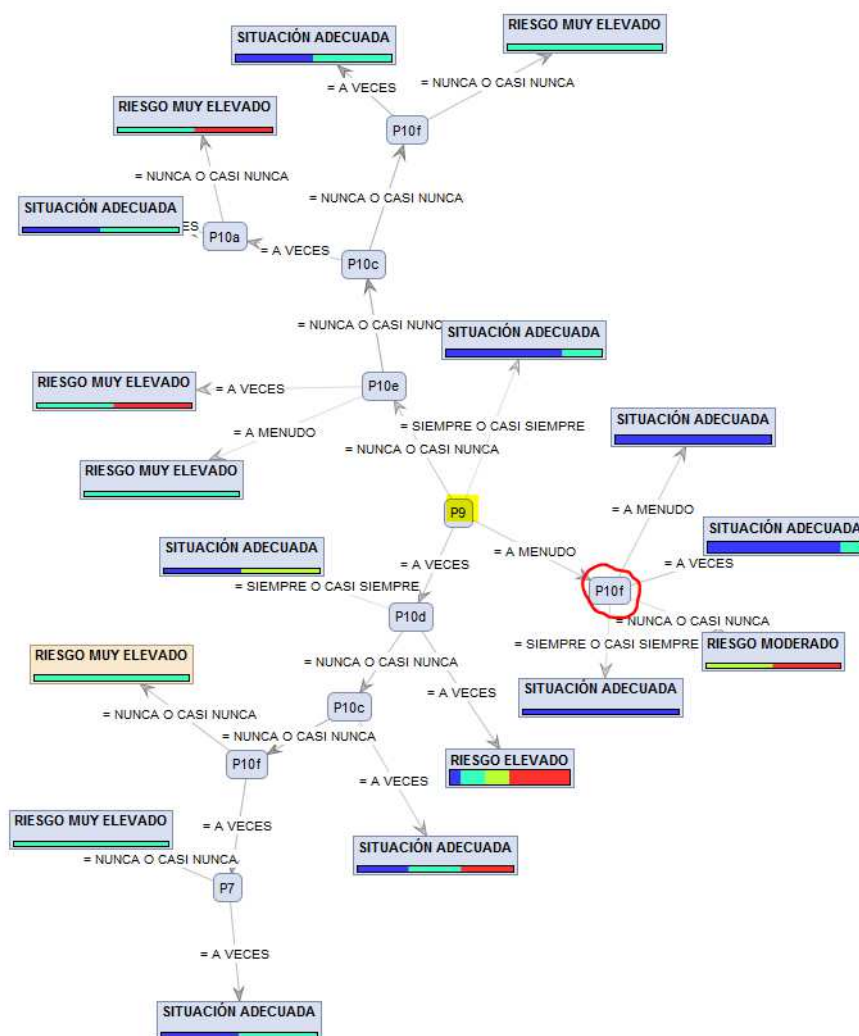 RIESGO MUY ELEVADO
SITUACIÓN ADECUADA
= NUNCA O CASI NUNCA
= A VECES
RIESGO MUY ELEVADO
P10f
= NUNCA O CASI NUNCA
= NUNCA O CASI NUNCA
SITUACIÓN ADECUADA
ES
P10a
= A VECES
P10c
= NUNCA O CASI NUNC
SITUACIÓN ADECUADA
RIESGO MUY ELEVADO
= A VECES
P10e
SITUACIÓN ADECUADA
= SIEMPRE O CASI SIEMPRE
= A MENUDO
= NUNCA O CASI NUNCA
RIESGO MUY ELEVADO
P9
= A MENUDO
SITUACIÓN ADECUADA
SITUACIÓN ADECUADA
= A MENUDO
= A VECES
= A VECES
P10f
= SIEMPRE O CASI SIEMPRE
P10d
= NUNCA O CASI NUNCA
= SIEMPRE O CASI SIEMPRE
RIESGO MODERADO
RIESGO MUY ELEVADO
= NUNCA O CASI NUNCA
= A VECES
SITUACIÓN ADECUADA
P10c
= NUNCA O CASI NUNCA
= NUNCA O CASI NUNCA
RIESGO ELEVADO
P10f
= A VECES
RIESGO MUY ELEVADO
= A VECES
SITUACIÓN ADECUADA
= NUNCA O CASI NUNCA
P7
= A VECES
SITUACIÓN ADECUADA